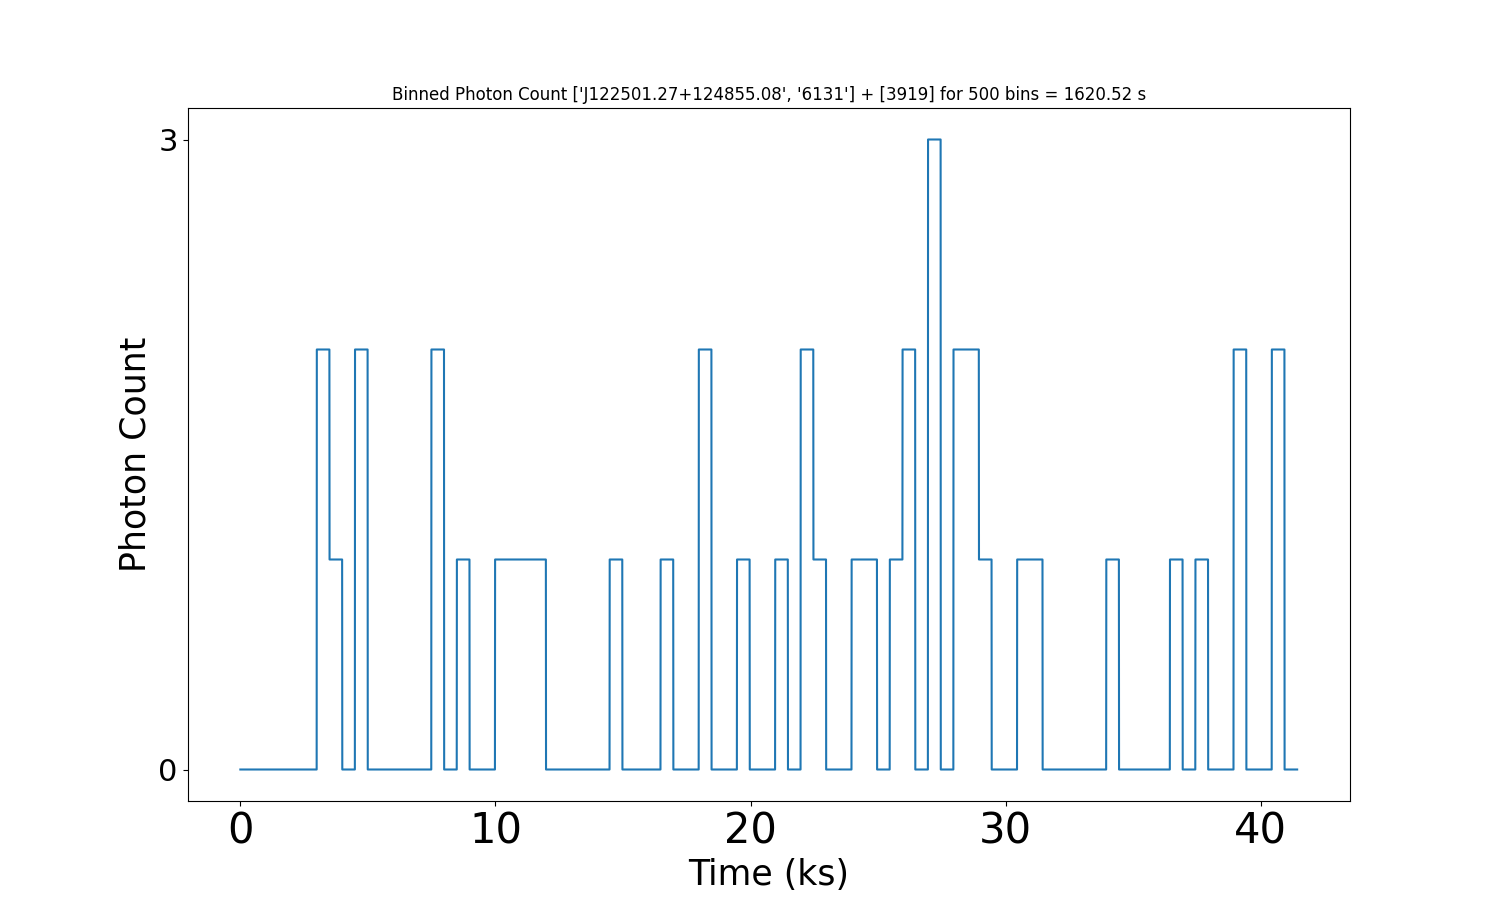 Binned Photon Count ['J122501.27+124855.08', '6131'] + [3919] for 500 bins = 1620.52 s
3
Photon Count
0
0 10 20 30 40
Time (ks)